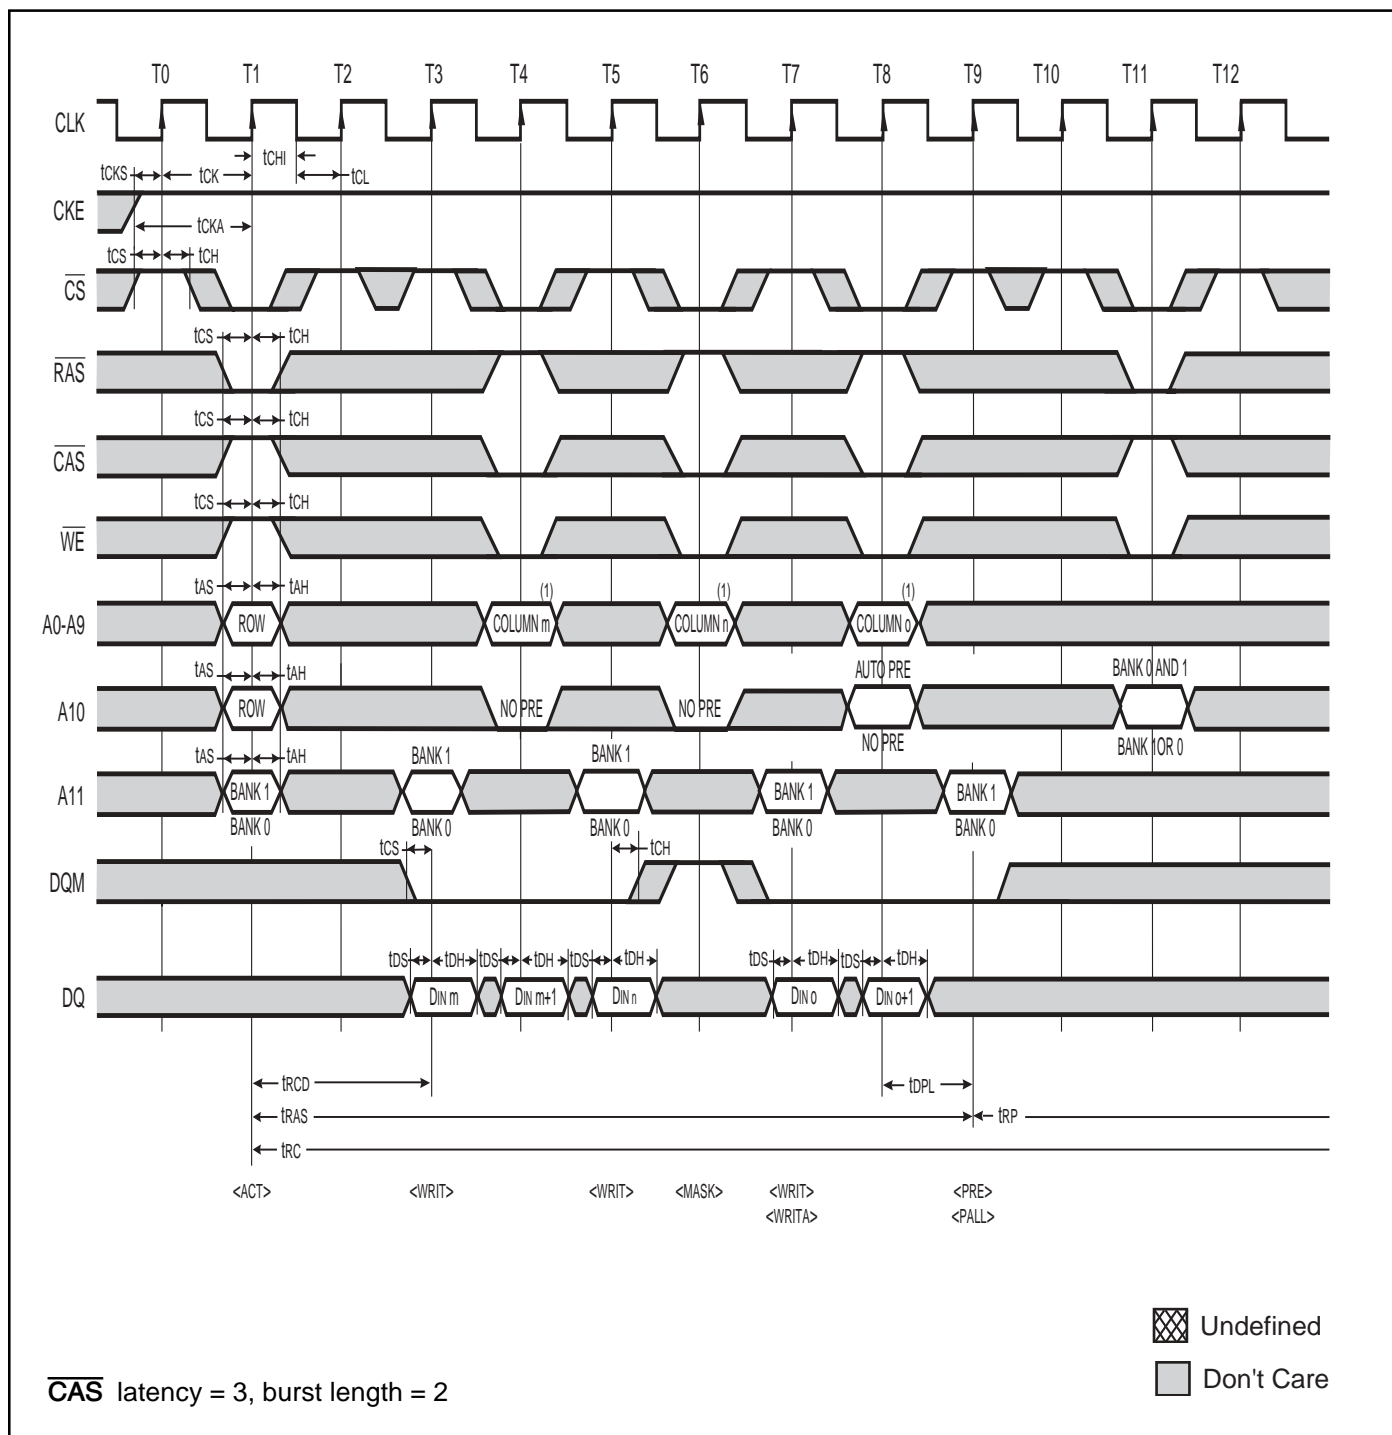 T0 T1 T2 T3 T4 T5 T6 T7 T8 T9 T10 T11 T12
CLK
tCHI
tCKS tCK tCL
CKE
tCKA
tCS tCH
CS
tCS tCH
RAS
tCS tCH
CAS
tCS tCH
WE
tAS tAH (1) (1) (1)
A0-A9 ROW COLUMN m COLUMN n COLUMN o
tAS tAH AUTO PRE BANK 0 AND 1
A10 ROW NO PRE NO PRE
NO PRE BANK 1 OR 0
tAS tAH BANK 1 BANK 1
A11 BANK 1 BANK 1 BANK 1
BANK 0 BANK 0 BANK 0 BANK 0 BANK 0
tCS tCH
DQM
tDS tDH tDS tDH tDS tDH tDS tDH tDS tDH
DQ DIN m DIN m+1 DIN n DIN o DIN o+1
tRCD tDPL
tRAS tRP
tRC
<ACT> <WRIT> <WRIT> <MASK> <WRIT> <PRE>
<WRITA> <PALL>
Undefined
Don't Care
CAS latency = 3, burst length = 2